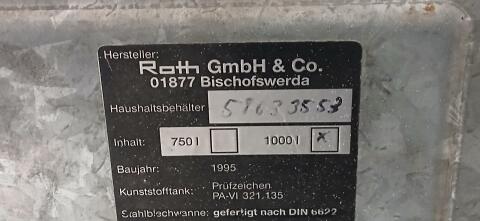 Hersteller:
Roth GmbH & Co.
01877 Bischofswerda
Haushaltsbehälter 58633553
Inhalt: 750 l 1000 l x
Baujahr: 1995
Kunststofftank: Prüfzeichen
PA-VI 321.135
Stahlblechwanne: gefertigt nach DIN 6622